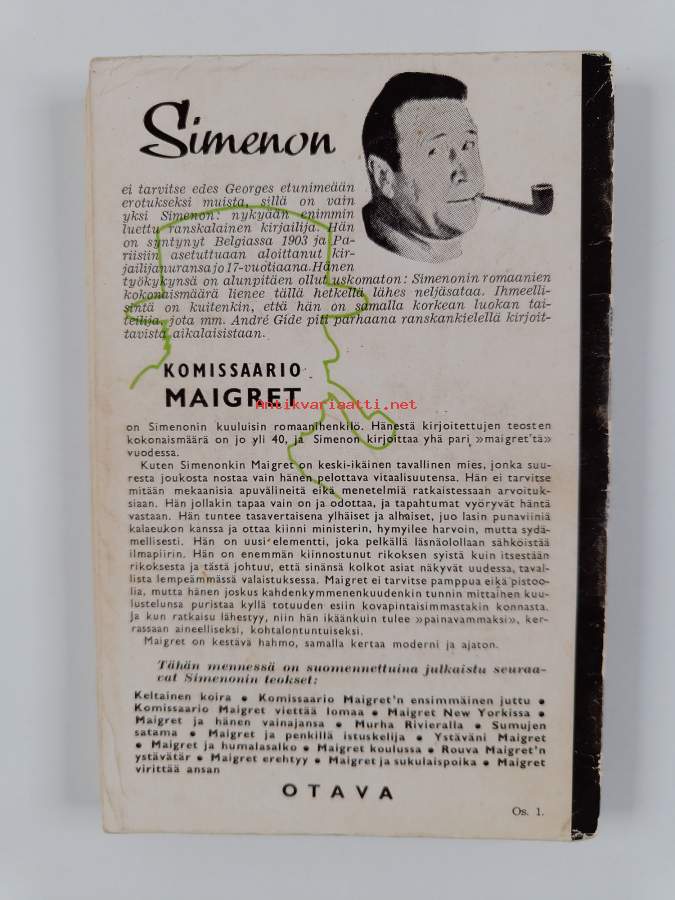 Simenon
ei tarvitse edes Georges etunimeään
erotukseksi muista, sillä on vain
yksi Simenon: nykyään enimmin
luettu ranskalainen kirjailija. Hän
on syntynyt Belgiassa 1903 ja Pa-
riisiin asetuttuaan aloittanut kir-
jailijanuransa jo 17-vuotiaana. Hänen
työkykynsä on alunpitäen ollut uskomaton: Simenonin romaanien
kokonaismäärä lienee tällä hetkellä lähes neljäsataa. Ihmeelli-
sintä on kuitenkin, että hän on samalla korkean luokan tai-
teilija, jota mm. André Gide piti parhaana ranskankielellä kirjoit-
tavista aikalaisistaan.
KOMISSAARIO
MAIGRET
Antikvariaatti.net
on Simenonin kuuluisin romaanihenkilö. Hänestä kirjoitettujen teosten
kokonaismäärä on jo yli 40, ja Simenon kirjoittaa yhä pari »maigret'tä»
vuodessa.
Kuten Simenonkin Maigret on keski-ikäinen tavallinen mies, jonka suu-
resta joukosta nostaa vain hänen pelottava vitaalisuutensa. Hän ei tarvitse
mitään mekaanisia apuvälineitä eikä menetelmiä ratkaistessaan arvoituk-
siaan. Hän jollakin tapaa vain on ja odottaa, ja tapahtumat vyöryvät häntä
vastaan. Hän tuntee tasavertaisena ylhäiset ja alhaiset, juo lasin punaviiniä
kalaeukon kanssa ja ottaa kiinni ministerin, hymyilee harvoin, mutta sydä-
mellisesti. Hän on uusi elementti, joka pelkällä läsnäolollaan sähköistää
ilmapiirin. Hän on enemmän kiinnostunut rikoksen syistä kuin itsestään
rikoksesta ja tästä johtuu, että sinänsä kolkot asiat näkyvät uudessa, taval-
lista lempeämmässä valaistuksessa. Maigret ei tarvitse pamppua eikä pistoo-
lia, mutta hänen joskus kahdenkymmenenkuudenkin tunnin mittainen kuu-
lustelunsa puristaa kyllä totuuden esiin kovapintaisimmastakin konnasta.
Ja kun ratkaisu lähestyy, niin hän ikäänkuin tulee »painavammaksi», ker-
rassaan aineelliseksi, kohtalontuntuiseksi.
Maigret on kestävä hahmo, samalla kertaa moderni ja ajaton.
Tähän mennessä on suomennettuina julkaistu seuraa-
vat Simenonin teokset:
Keltainen koira • Komissaario Maigret'n ensimmäinen juttu •
Komissaario Maigret viettää lomaa • Maigret New Yorkissa •
Maigret ja hänen vainajansa • Murha Rivieralla • Sumujen
satama • Maigret ja penkillä istuskelija • Ystäväni Maigret
• Maigret ja humalasalko • Maigret koulussa • Rouva Maigret'n
ystävätär • Maigret erehtyy • Maigret ja sukulaispoika • Maigret
virittää ansan
OTAVA
Os. 1.